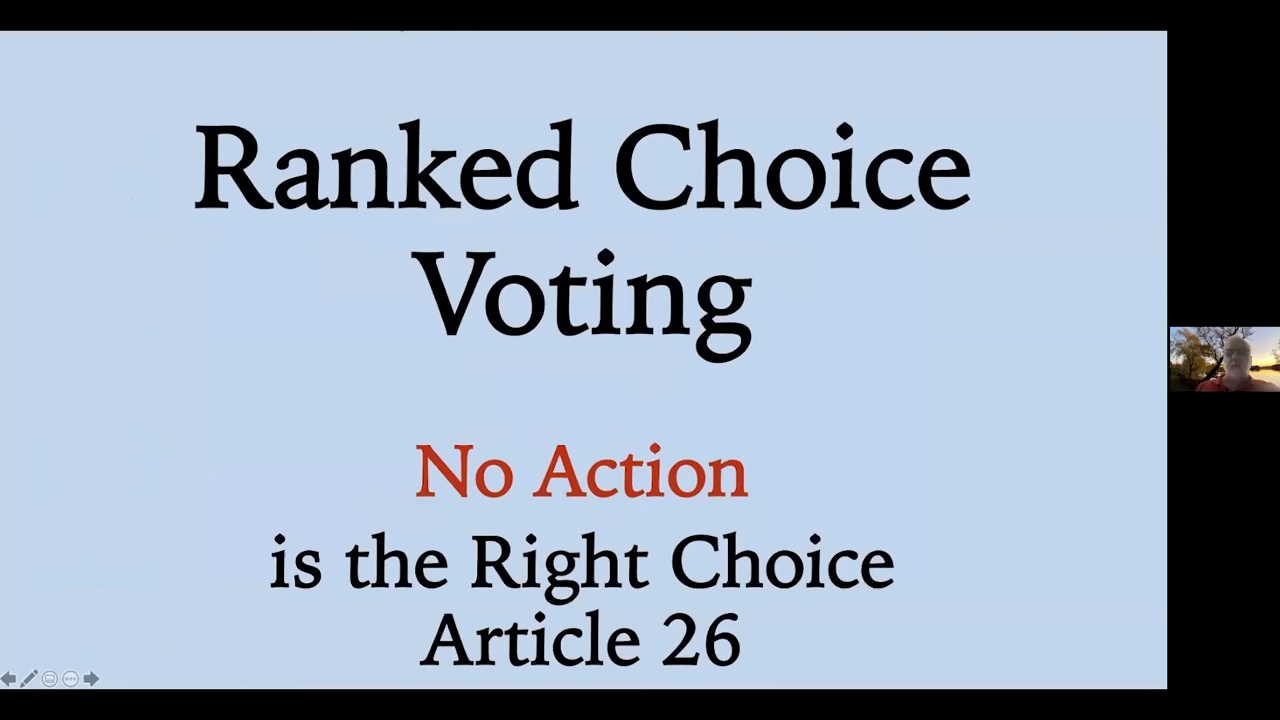 Ranked Choice
Voting
No Action
is the Right Choice
Article 26